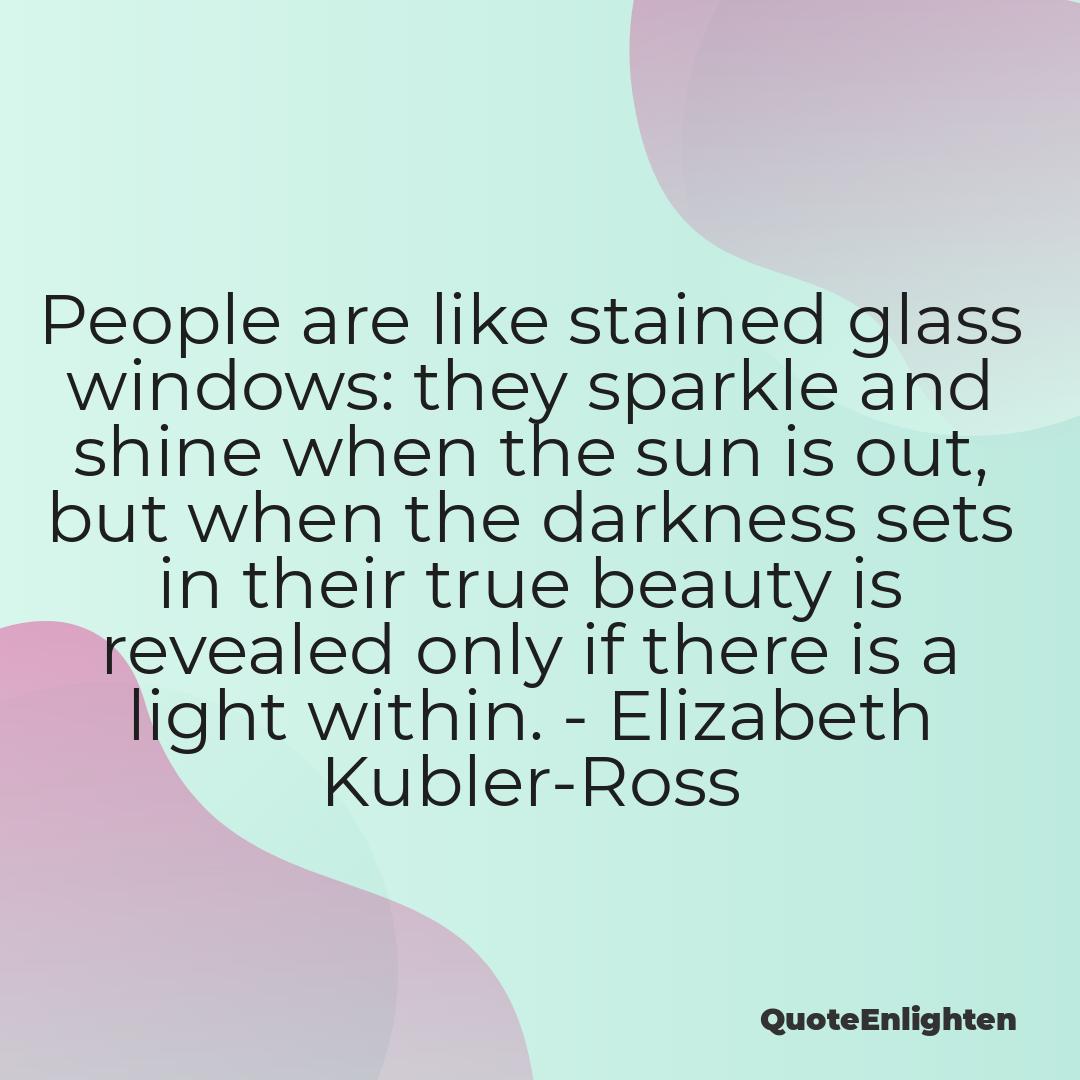 People are like stained glass
windows: they sparkle and
shine when the sun is out,
but when the darkness sets
in their true beauty is
revealed only if there is a
light within. - Elizabeth
Kubler-Ross
QuoteEnlighten